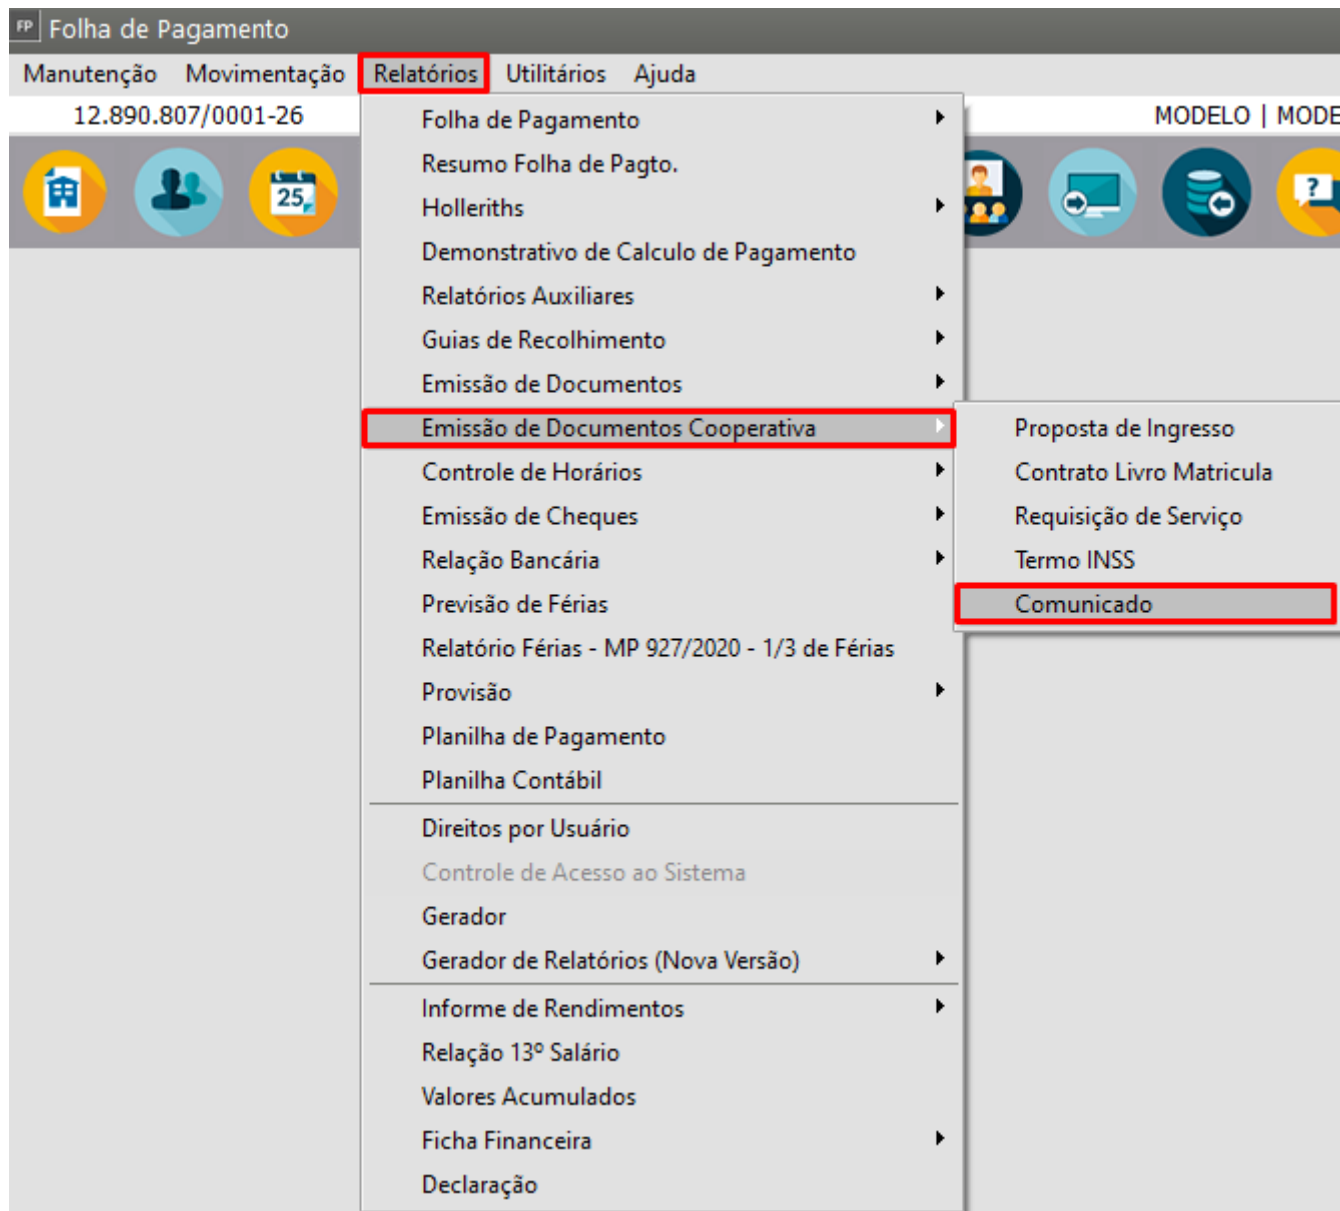 FP Folha de Pagamento
Manutenção Movimentação Relatórios Utilitários Ajuda
12.890.807/0001-26 MODELO | MODE
25
?
Folha de Pagamento
Resumo Folha de Pagto.
Holleriths
Demonstrativo de Calculo de Pagamento
Relatórios Auxiliares
Guias de Recolhimento
Emissão de Documentos
Emissão de Documentos Cooperativa
Controle de Horários
Emissão de Cheques
Relação Bancária
Previsão de Férias
Relatório Férias - MP 927/2020 - 1/3 de Férias
Provisão
Planilha de Pagamento
Planilha Contábil
Direitos por Usuário
Controle de Acesso ao Sistema
Gerador
Gerador de Relatórios (Nova Versão)
Informe de Rendimentos
Relação 13º Salário
Valores Acumulados
Ficha Financeira
Declaração
Proposta de Ingresso
Contrato Livro Matricula
Requisição de Serviço
Termo INSS
Comunicado